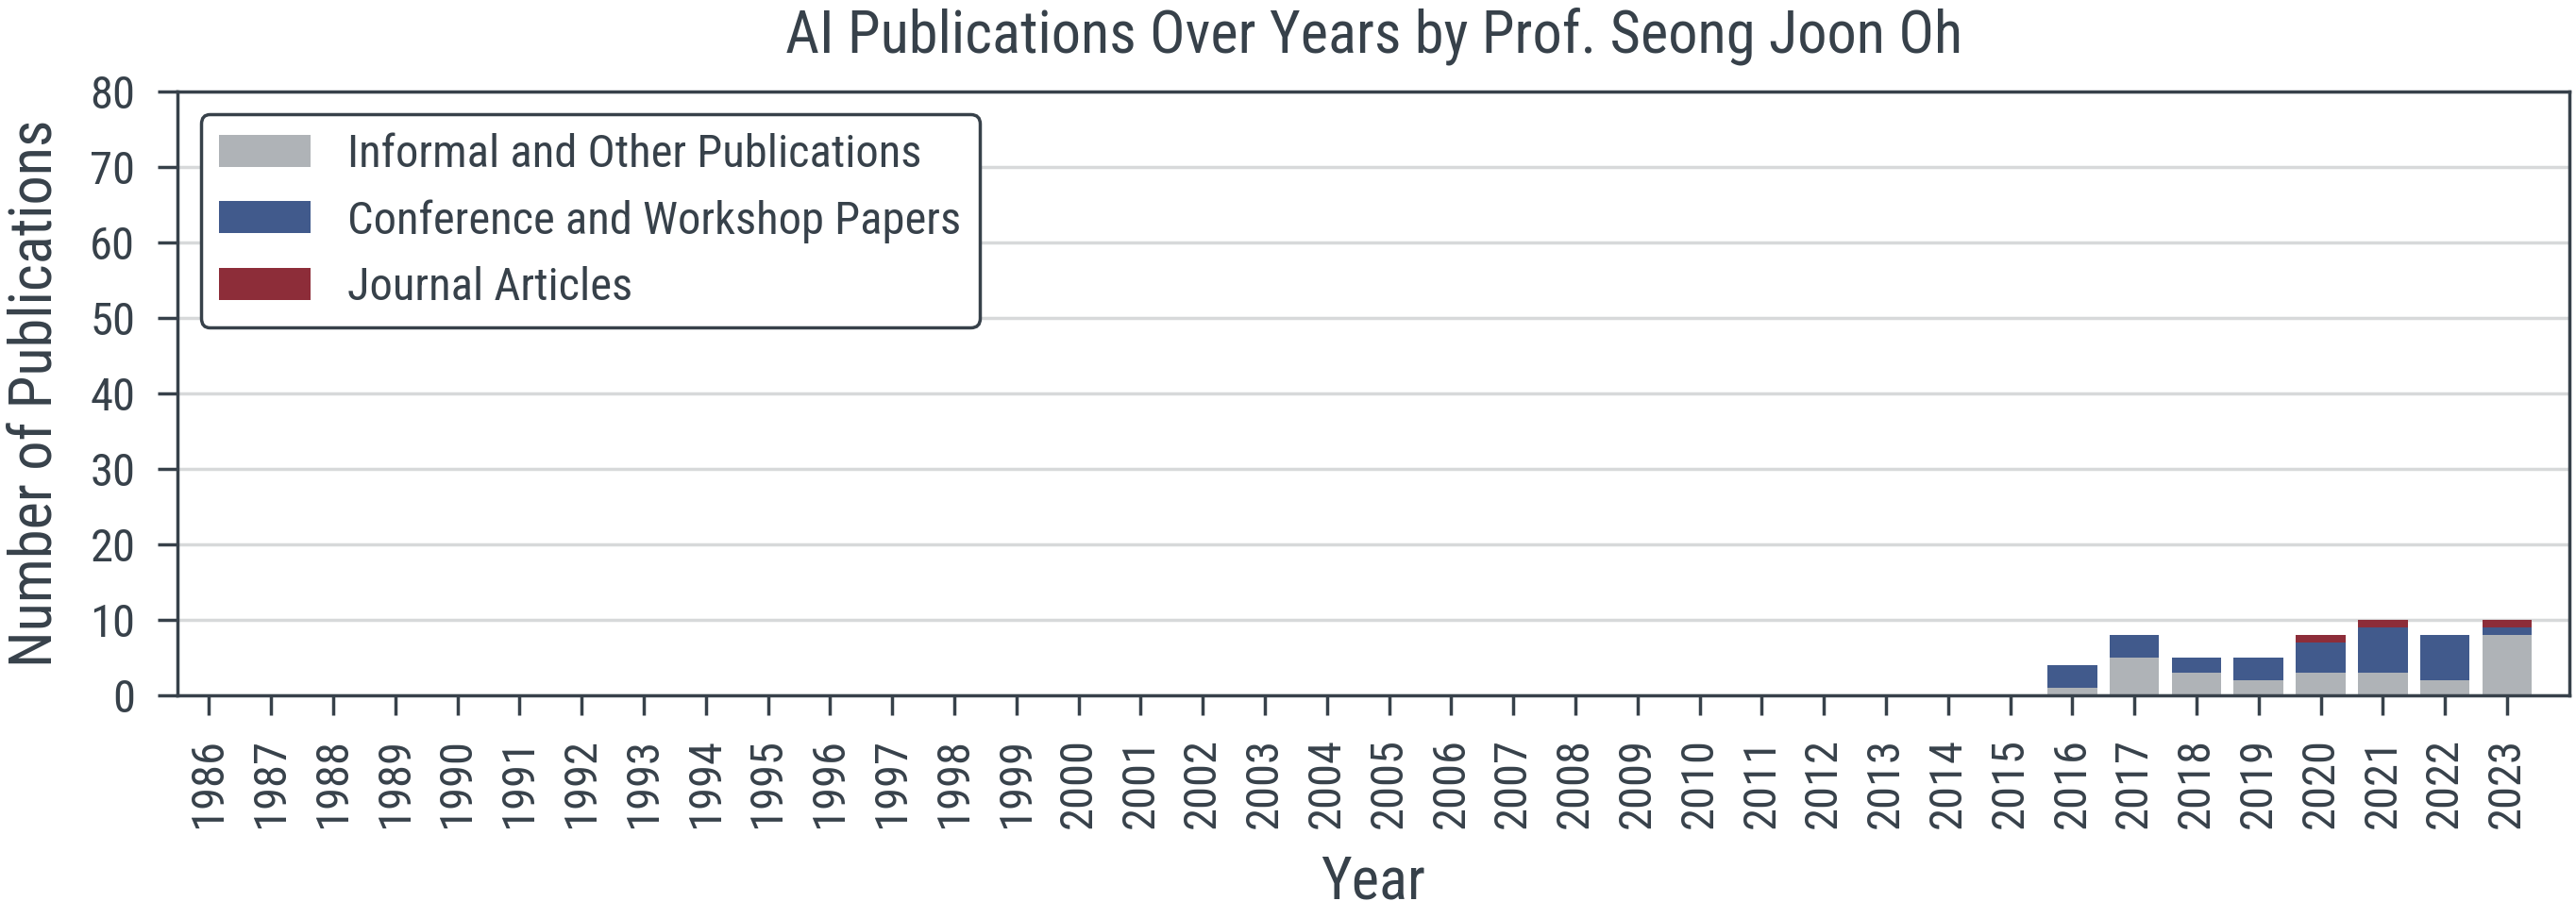 AI Publications Over Years by Prof. Seong Joon Oh
Number of Publications
80
70
60
50
40
30
20
10
0
Informal and Other Publications
Conference and Workshop Papers
Journal Articles
1986 1987 1988 1989 1990 1991 1992 1993 1994 1995 1996 1997 1998 1999 2000 2001 2002 2003 2004 2005 2006 2007 2008 2009 2010 2011 2012 2013 2014 2015 2016 2017 2018 2019 2020 2021 2022 2023
Year